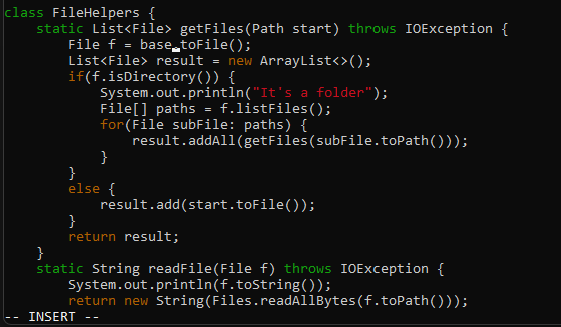 class FileHelpers {
    static List<File> getFiles(Path start) throws IOException {
        File f = base.toFile();
        List<File> result = new ArrayList<>();
        if(f.isDirectory()) {
            System.out.println("It's a folder");
            File[] paths = f.listFiles();
            for(File subFile: paths) {
                result.addAll(getFiles(subFile.toPath()));
            }
        }
        else {
            result.add(start.toFile());
        }
        return result;
    }
    static String readFile(File f) throws IOException {
        System.out.println(f.toString());
        return new String(Files.readAllBytes(f.toPath()));
-- INSERT --